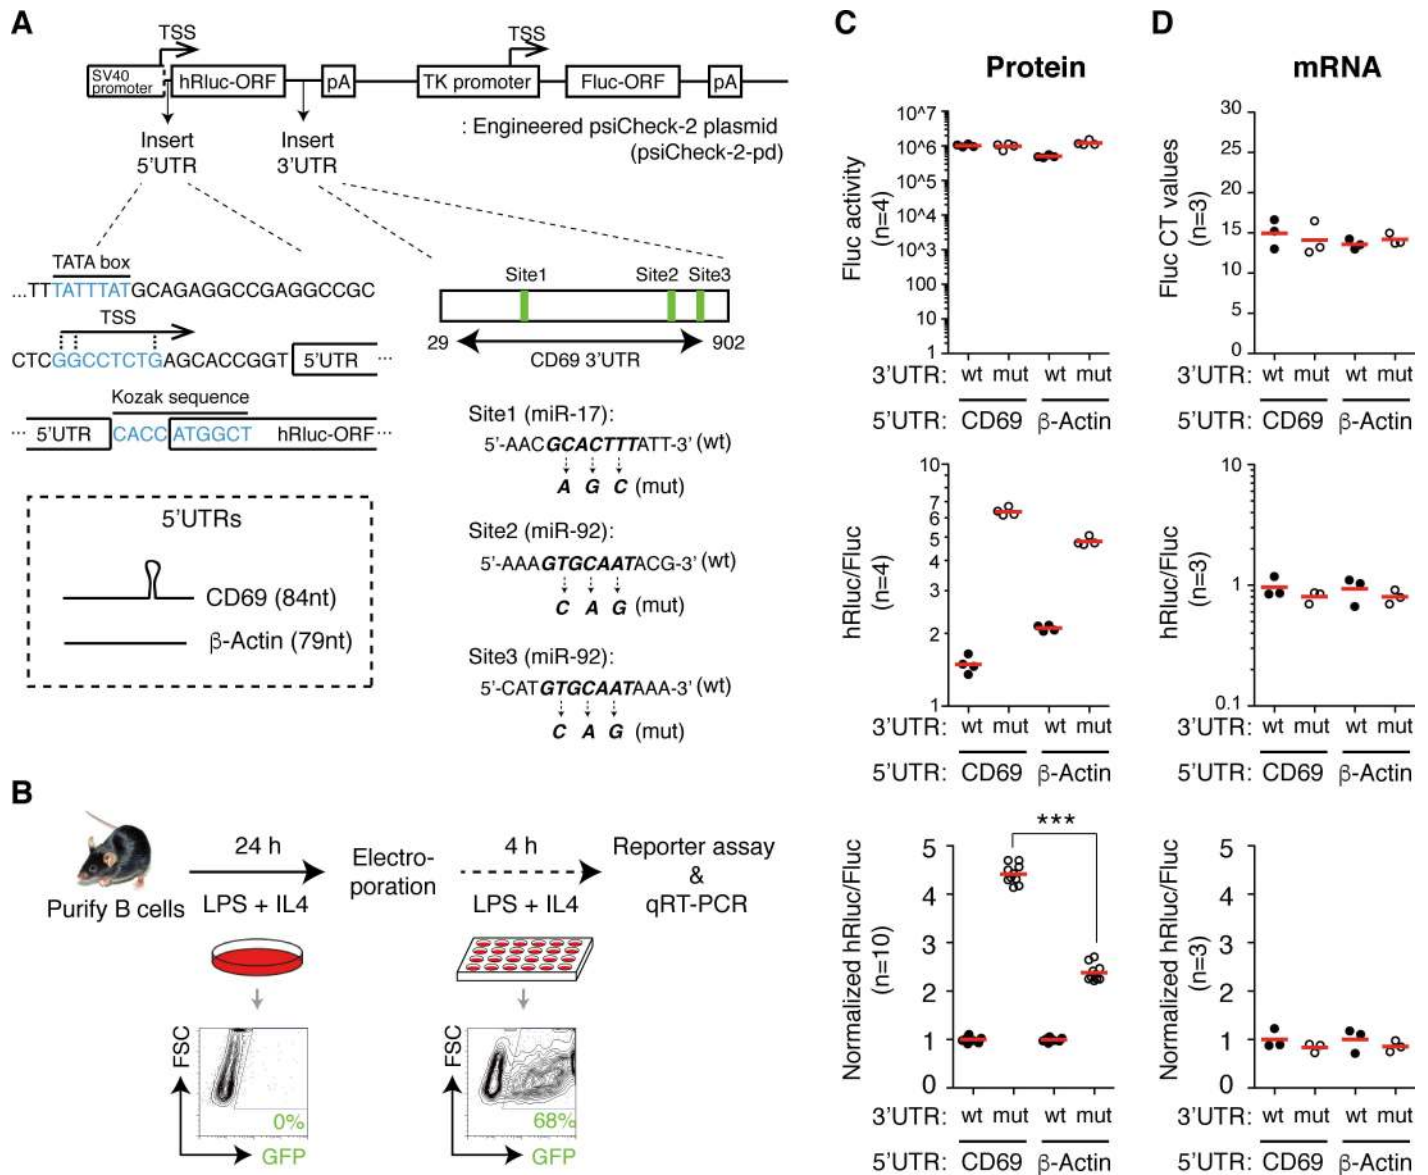 A
TSS
TSS
SV40 promoter
hRluc-ORF
pA
TK promoter
Fluc-ORF
pA
Insert
5'UTR
Insert
3'UTR
: Engineered psiCheck-2 plasmid
(psiCheck-2-pd)
TATA box
...TTTATTTATGCAGAGGCCGAGGCCGC
TSS
CTCGGCCTCTGAGCACCGGT 5'UTR ...
Kozak sequence
... 5'UTR CACCATGGCT hRluc-ORF...
5'UTRs
CD69 (84nt)
β-Actin (79nt)
Site1 Site2 Site3
29 902
CD69 3'UTR
Site1 (miR-17):
5'-AACGCACTTTATT-3' (wt)
A G C (mut)
Site2 (miR-92):
5'-AAAGTGCAATACG-3' (wt)
C A G (mut)
Site3 (miR-92):
5'-CATGTGCAATAAA-3' (wt)
C A G (mut)
B
Purify B cells
24 h
LPS + IL4
Electro-
poration
4 h
LPS + IL4
Reporter assay
&
qRT-PCR
FSC
0%
GFP
FSC
68%
GFP
C
Protein
Fluc activity
(n=4)
10^7
10^6
10^5
10^4
10^3
100
10
1
3'UTR: wt mut wt mut
5'UTR: CD69 β-Actin
hRluc/Fluc
(n=4)
10
7
6
5
4
3
2
1
3'UTR: wt mut wt mut
5'UTR: CD69 β-Actin
Normalized hRluc/Fluc
(n=10)
***
5
4
3
2
1
0
3'UTR: wt mut wt mut
5'UTR: CD69 β-Actin
D
mRNA
Fluc CT values
(n=3)
30
25
20
15
10
5
0
3'UTR: wt mut wt mut
5'UTR: CD69 β-Actin
hRluc/Fluc
(n=3)
10
1
0.1
3'UTR: wt mut wt mut
5'UTR: CD69 β-Actin
Normalized hRluc/Fluc
(n=3)
5
4
3
2
1
0
3'UTR: wt mut wt mut
5'UTR: CD69 β-Actin